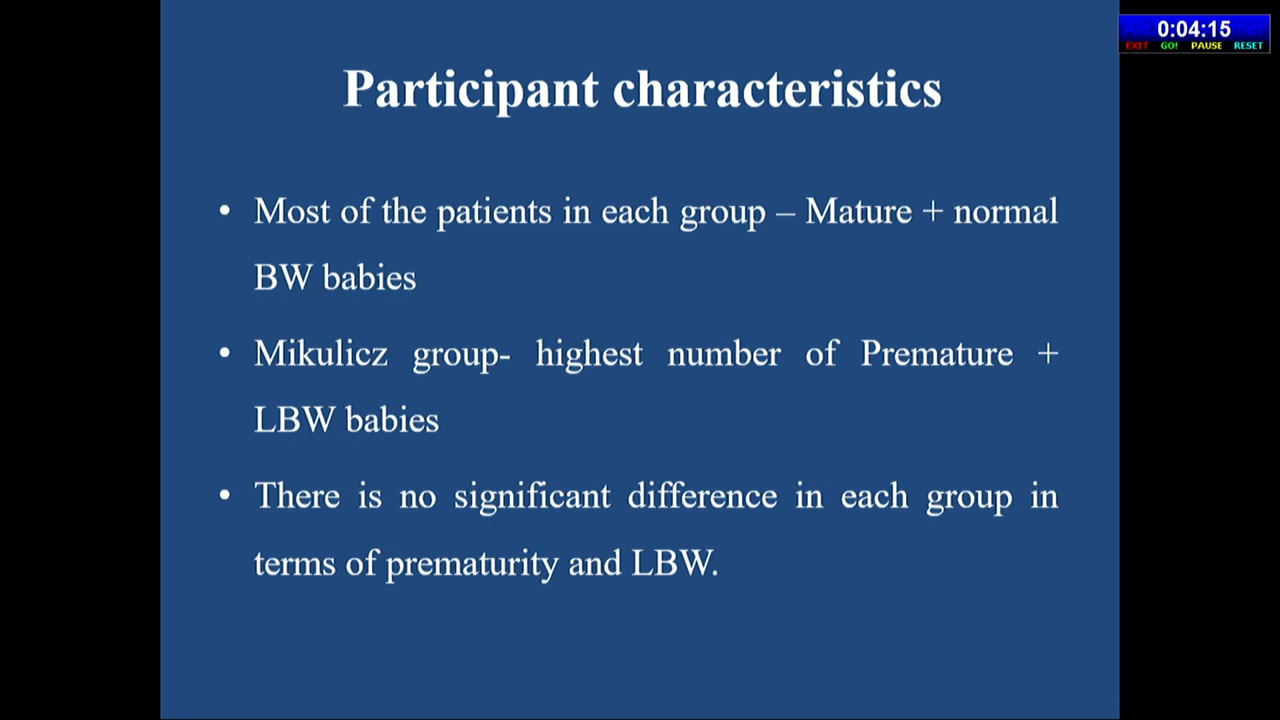 0:04:15
EXIT GO! PAUSE RESET
Participant characteristics
• Most of the patients in each group – Mature + normal
BW babies
• Mikulicz group- highest number of Premature +
LBW babies
• There is no significant difference in each group in
terms of prematurity and LBW.